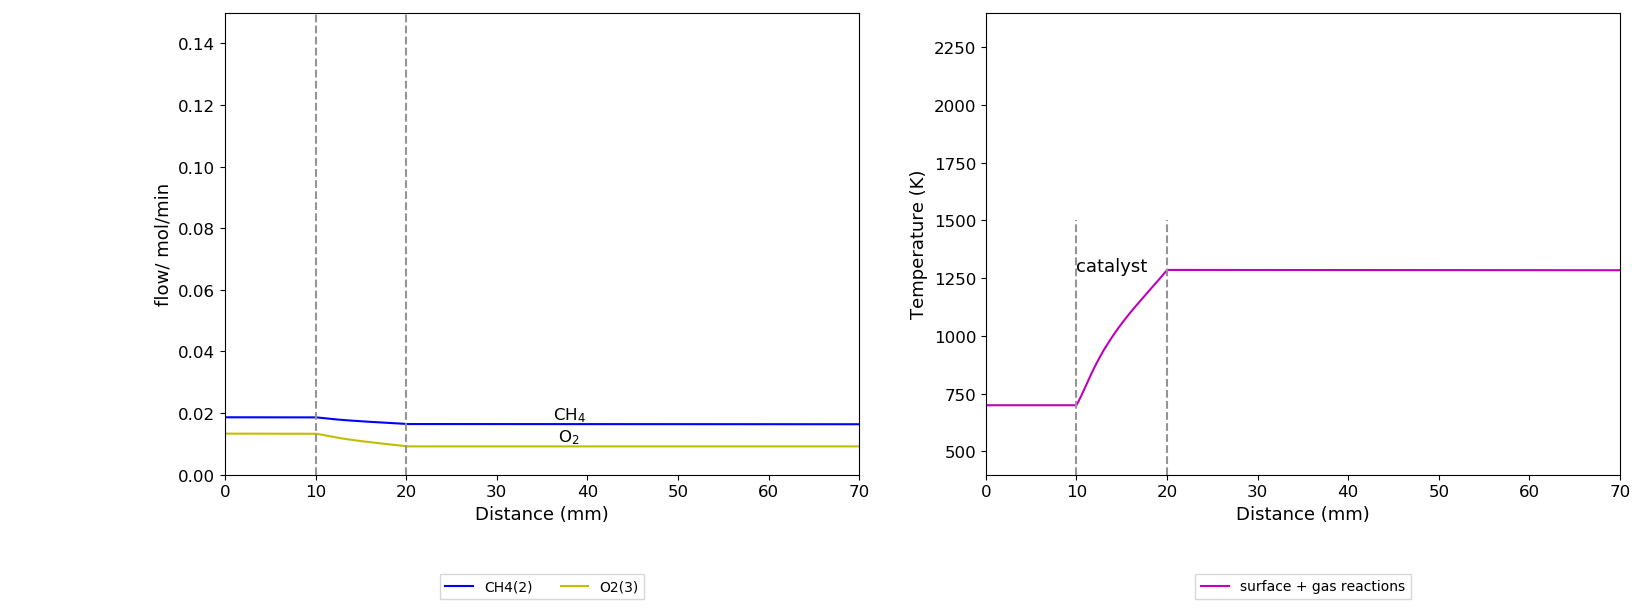 0.14
0.12
0.10
0.08
0.06
0.04
0.02
0.00
flow/ mol/min
CH₄
O₂
0 10 20 30 40 50 60 70
Distance (mm)
CH4(2) O2(3)
2250
2000
1750
1500
1250
1000
750
500
Temperature (K)
catalyst
0 10 20 30 40 50 60 70
Distance (mm)
surface + gas reactions